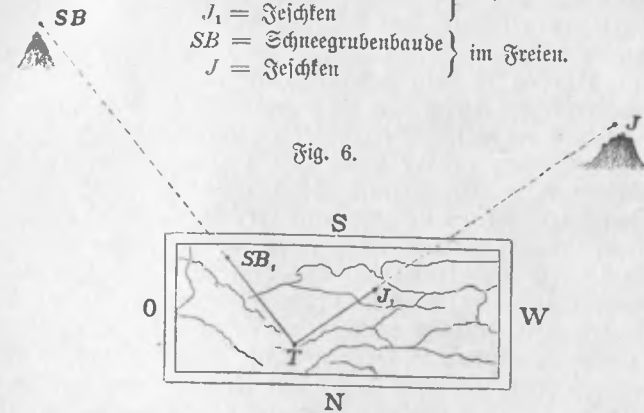 SB
J₁ = Jeschken
SB = Schneegrubenbaude } im Freien.
J = Jeschken
J
Fig. 6.
S
SB₁
J₁
O
W
T
N